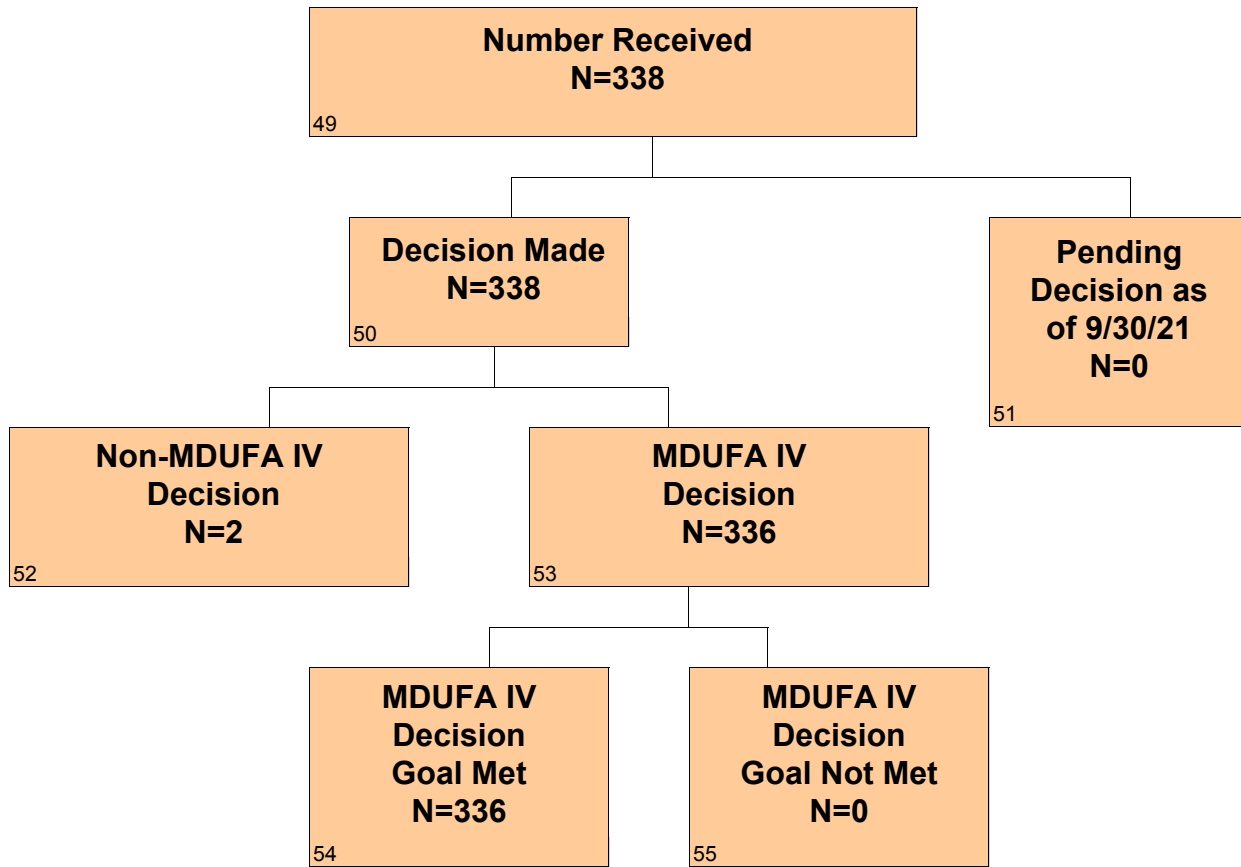 Number Received
N=338
49
Decision Made
N=338
50
Pending
Decision as
of 9/30/21
N=0
51
Non-MDUFA IV
Decision
N=2
52
MDUFA IV
Decision
N=336
53
MDUFA IV
Decision
Goal Met
N=336
54
MDUFA IV
Decision
Goal Not Met
N=0
55